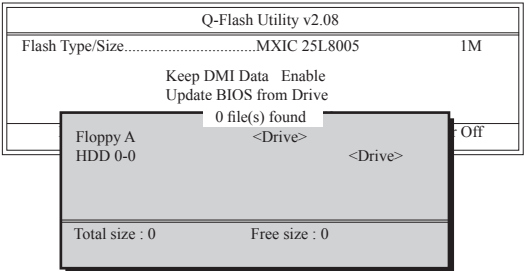 Q-Flash Utility v2.08
Flash Type/Size.................................MXIC 25L8005 1M
Keep DMI Data Enable
Update BIOS from Drive
0 file(s) found
Floppy A <Drive>
HDD 0-0 <Drive>
Off
Total size : 0 Free size : 0